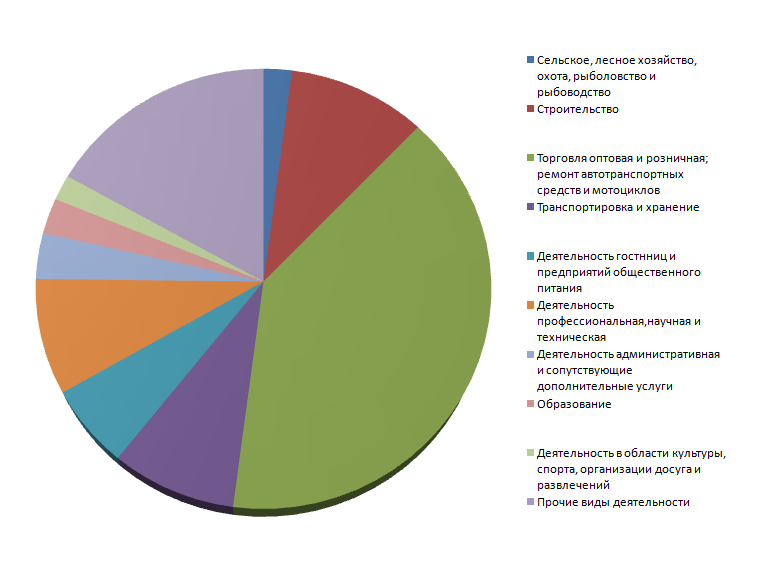 Сельское, лесное хозяйство,
охота, рыболовство и
рыбоводство
Строительство
Торговля оптовая и розничная;
ремонт автотранспортных
средств и мотоциклов
Транспортировка и хранение
Деятельность гостнниц и
предприятий общественного
питания
Деятельность
профессиональная,научная и
техническая
Деятельность административная
и сопутствующие
дополнительные услуги
Образование
Деятельность в области культуры,
спорта, организации досуга и
развлечений
Прочие виды деятельности